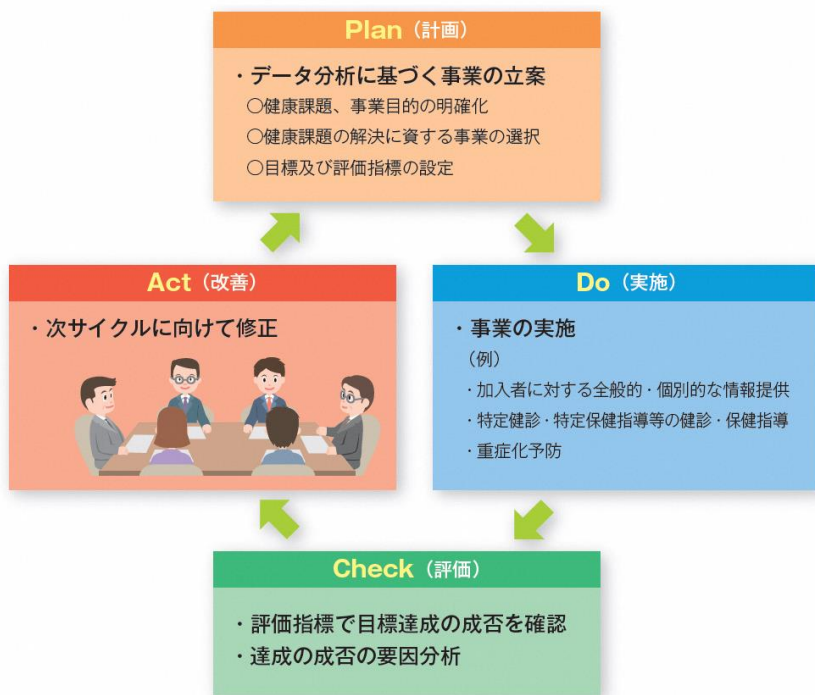 Plan（計画）
・データ分析に基づく事業の立案
○健康課題、事業目的の明確化
○健康課題の解決に資する事業の選択
○目標及び評価指標の設定
Act（改善）
・次サイクルに向けて修正
Do（実施）
・事業の実施
（例）
・加入者に対する全般的・個別的な情報提供
・特定健診・特定保健指導等の健診・保健指導
・重症化予防
Check（評価）
・評価指標で目標達成の成否を確認
・達成の成否の要因分析